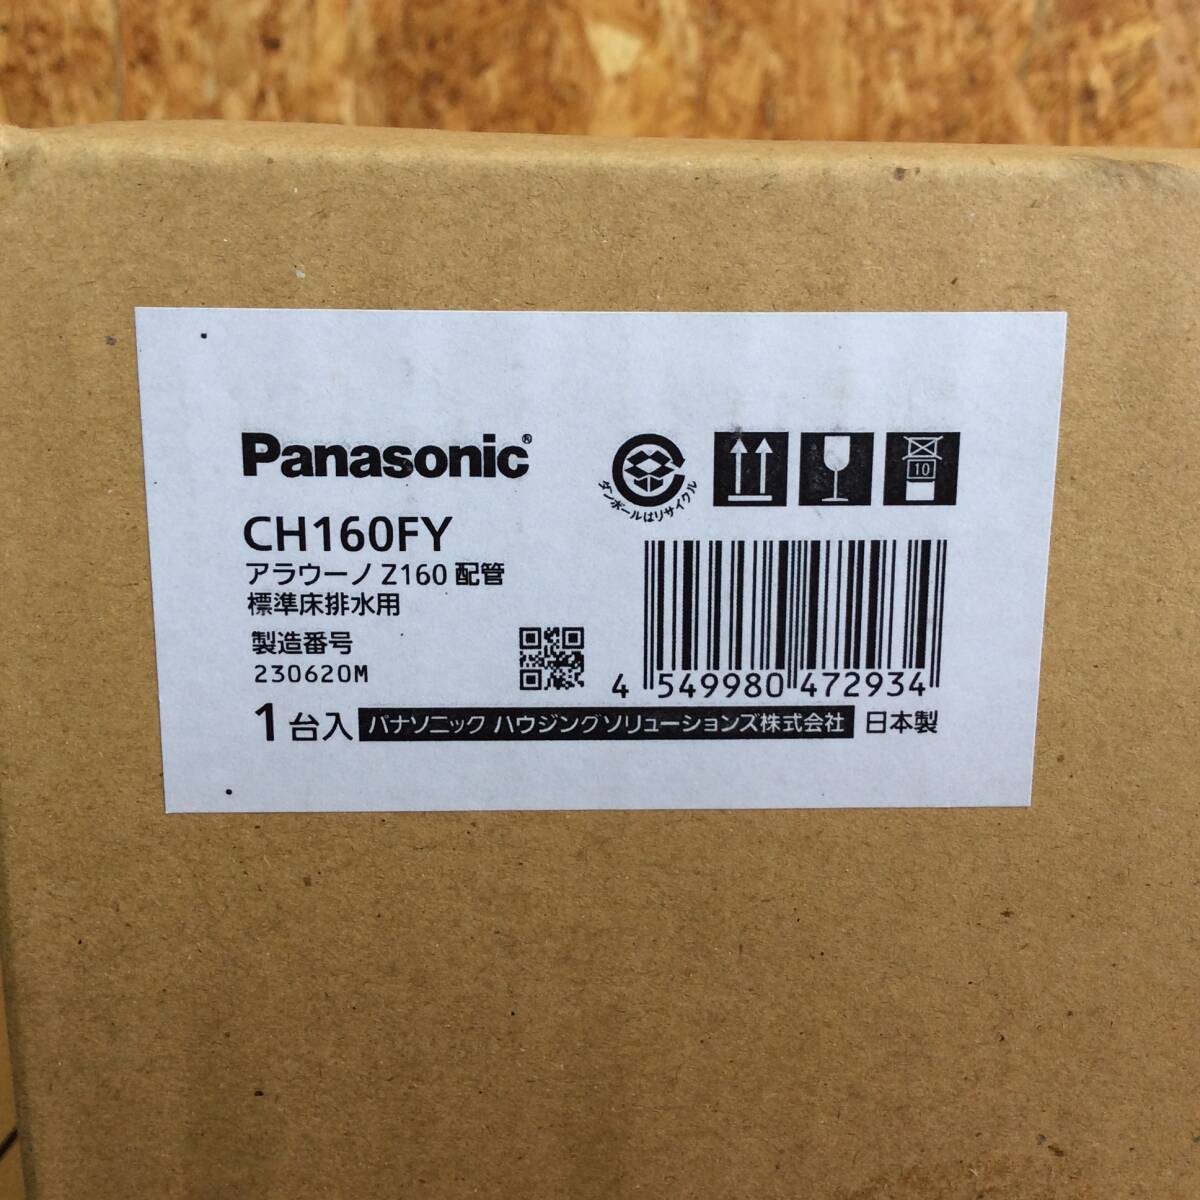 Panasonic®
CH160FY
アラウーノ Z160 配管
標準床排水用
製造番号
230620M
ダンボールはリサイクル
10
4 549980 472934
1台入 パナソニック ハウジングソリューションズ株式会社 日本製